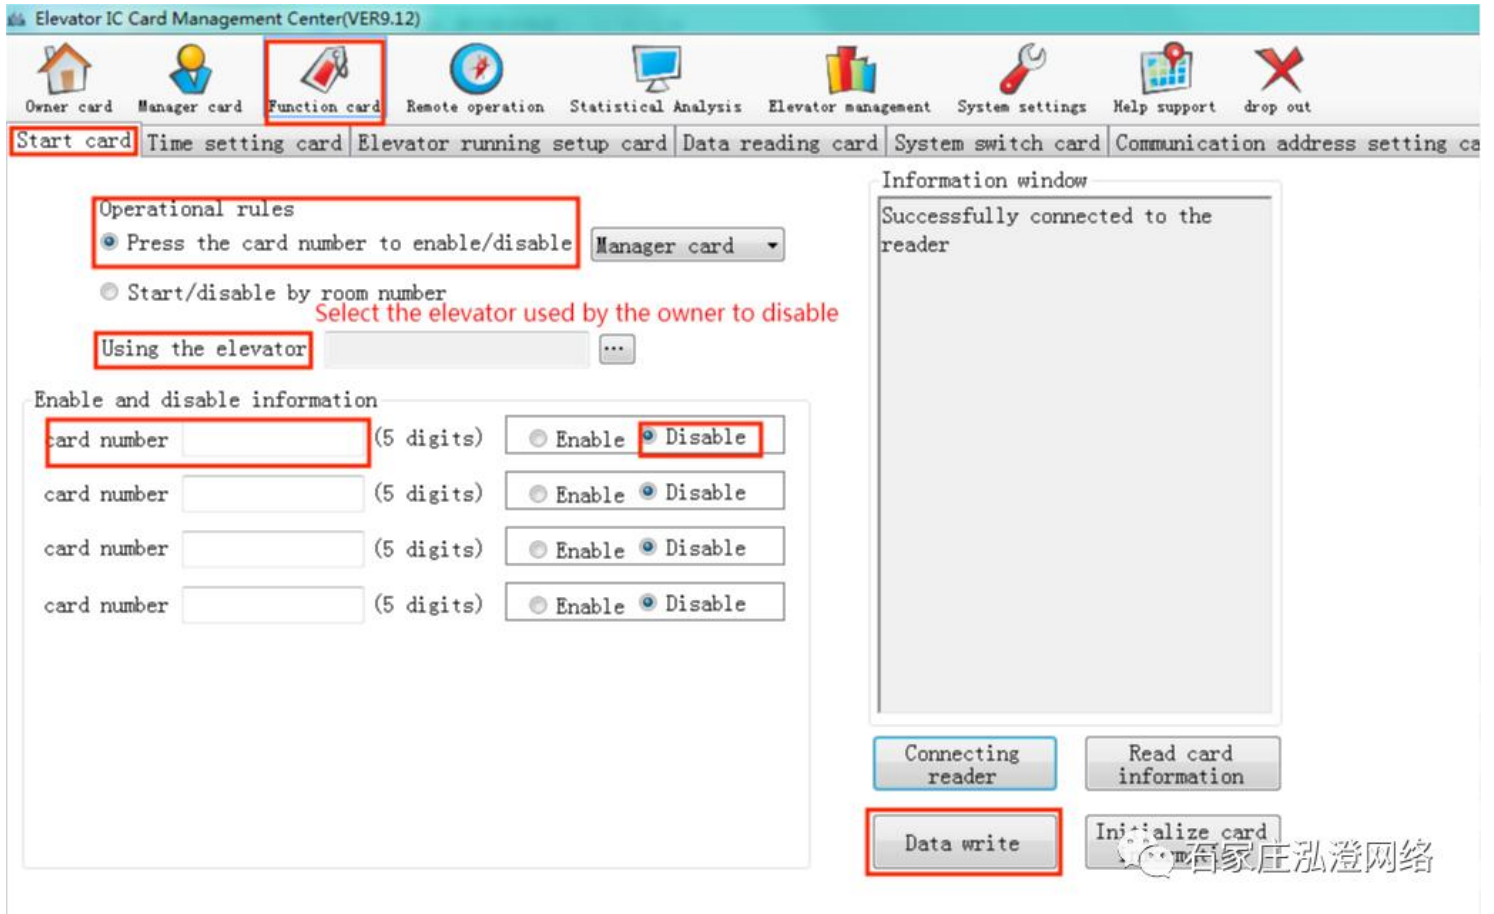 Elevator IC Card Management Center(VER9.12)
Owner card Manager card Function card Remote operation Statistical Analysis Elevator management System settings Help support drop out
Start card Time setting card Elevator running setup card Data reading card System switch card Communication address setting ca
Operational rules
Press the card number to enable/disable Manager card
Start/disable by room number
Select the elevator used by the owner to disable
Using the elevator ...
Enable and disable information
card number (5 digits) Enable Disable
card number (5 digits) Enable Disable
card number (5 digits) Enable Disable
card number (5 digits) Enable Disable
Information window
Successfully connected to the
reader
Connecting
reader
Read card
information
Data write
Initialize card
石家庄泓澄网络